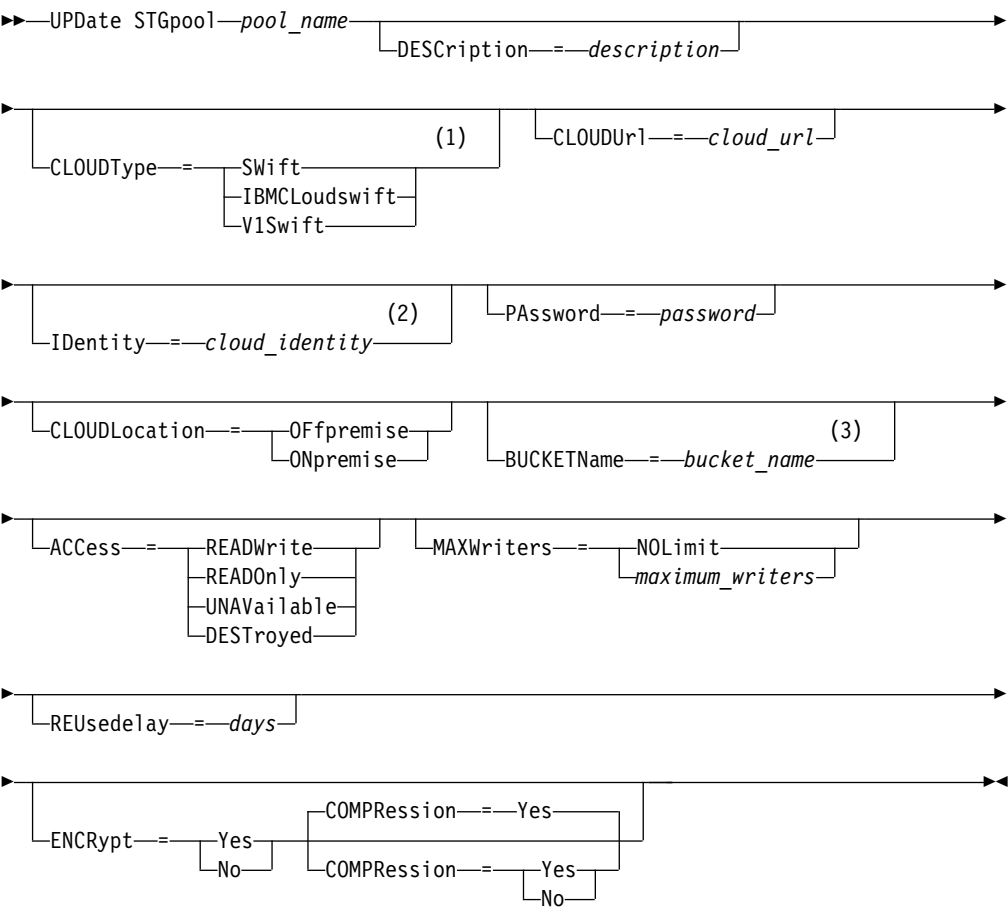 UPDate STGpool pool_name
DESCription = description
(1)
CLOUDType = SWift
IBMCLoudswift
V1Swift
CLOUDUrl = cloud_url
(2)
IDentity = cloud_identity
PAssword = password
CLOUDLocation = OFfpremise
ONpremise
(3)
BUCKETName = bucket_name
ACCess = READWrite
READOnly
UNAVailable
DESTroyed
MAXWriters = NOLimit
maximum_writers
REUsedelay = days
ENCRypt = Yes
No
COMPRession = Yes
COMPRession = Yes
No